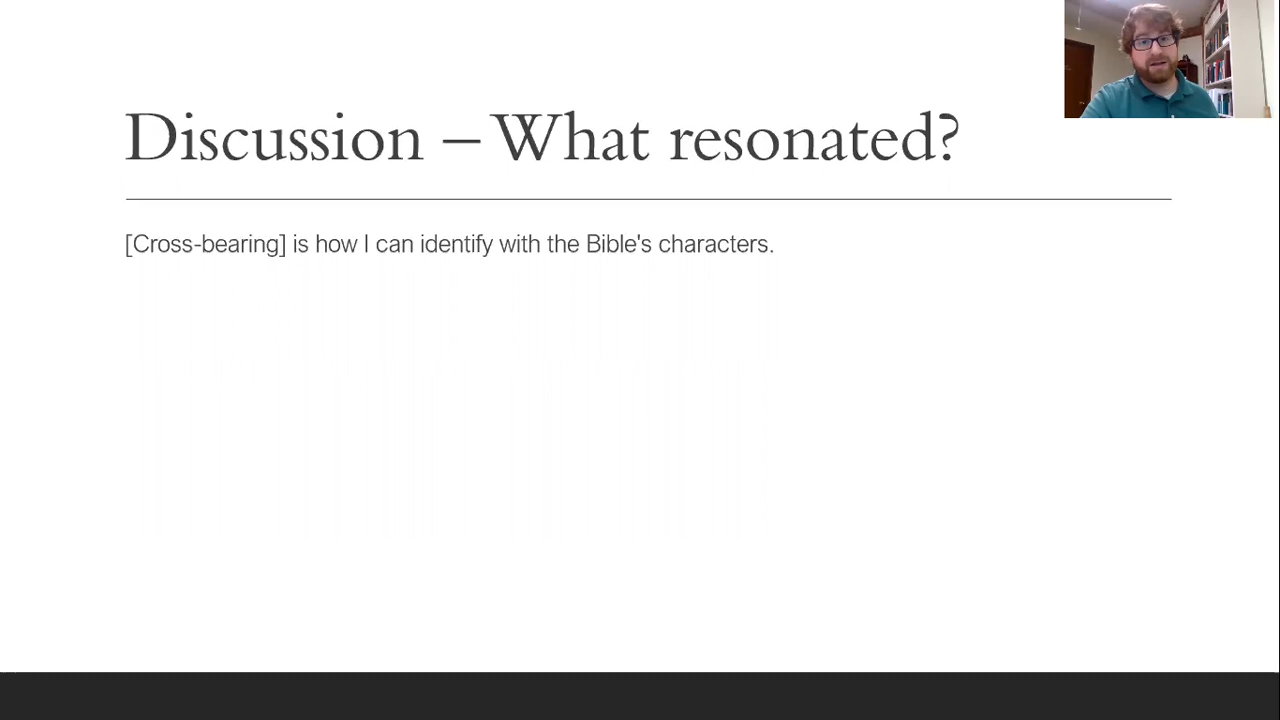 Discussion – What resonated?
[Cross-bearing] is how I can identify with the Bible's characters.